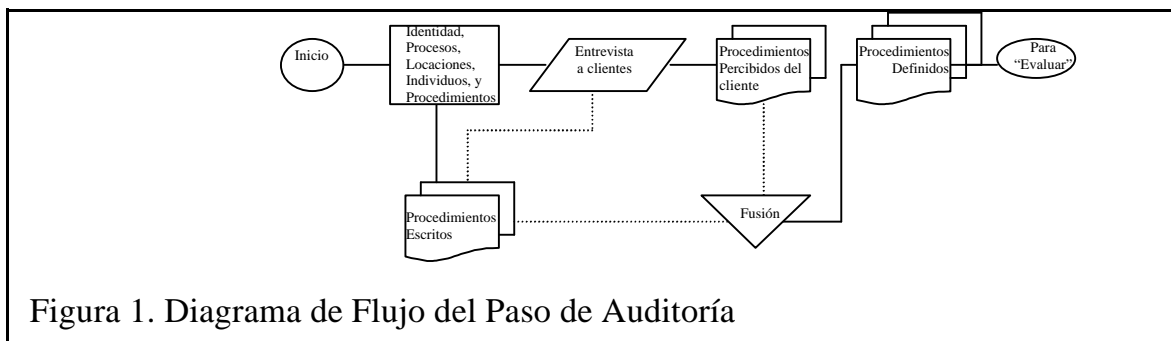 Inicio
Identidad,
Procesos,
Locaciones,
Individuos, y
Procedimientos
Entrevista
a clientes
Procedimientos
Percibidos del
cliente
Procedimientos
Definidos
Para
“Evaluar”
Procedimientos
Escritos
Fusión
Figura 1. Diagrama de Flujo del Paso de Auditoría